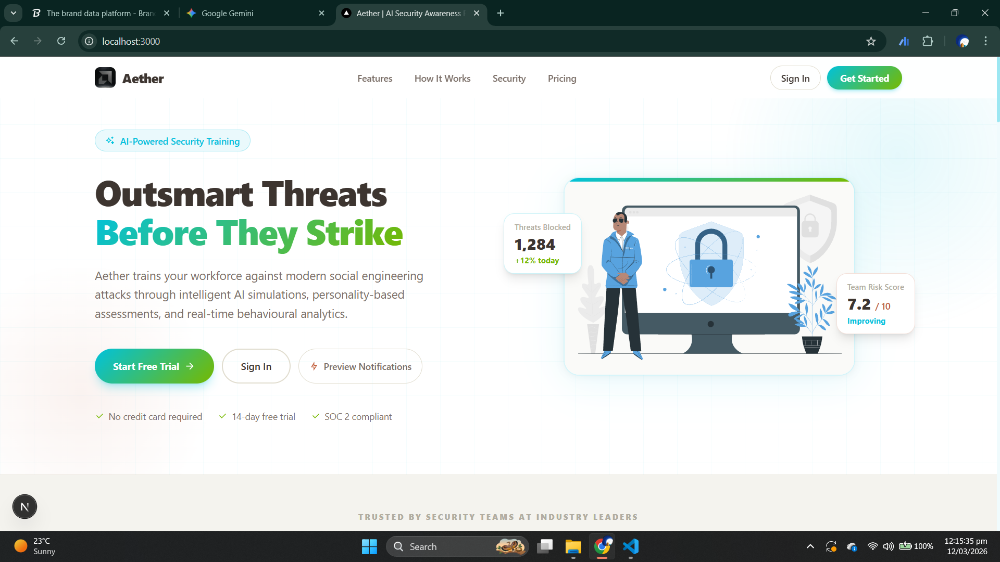 The brand data platform - Bran
Google Gemini
Aether | AI Security Awareness
localhost:3000
Aether
Features
How It Works
Security
Pricing
Sign In
Get Started
AI-Powered Security Training
Outsmart Threats
Before They Strike
Aether trains your workforce against modern social engineering
attacks through intelligent AI simulations, personality-based
assessments, and real-time behavioural analytics.
Start Free Trial
Sign In
Preview Notifications
No credit card required
14-day free trial
SOC 2 compliant
Threats Blocked
1,284
+12% today
Team Risk Score
7.2 / 10
Improving
N
TRUSTED BY SECURITY TEAMS AT INDUSTRY LEADERS
23°C
Sunny
Search
100%
12:15:35 pm
12/03/2026